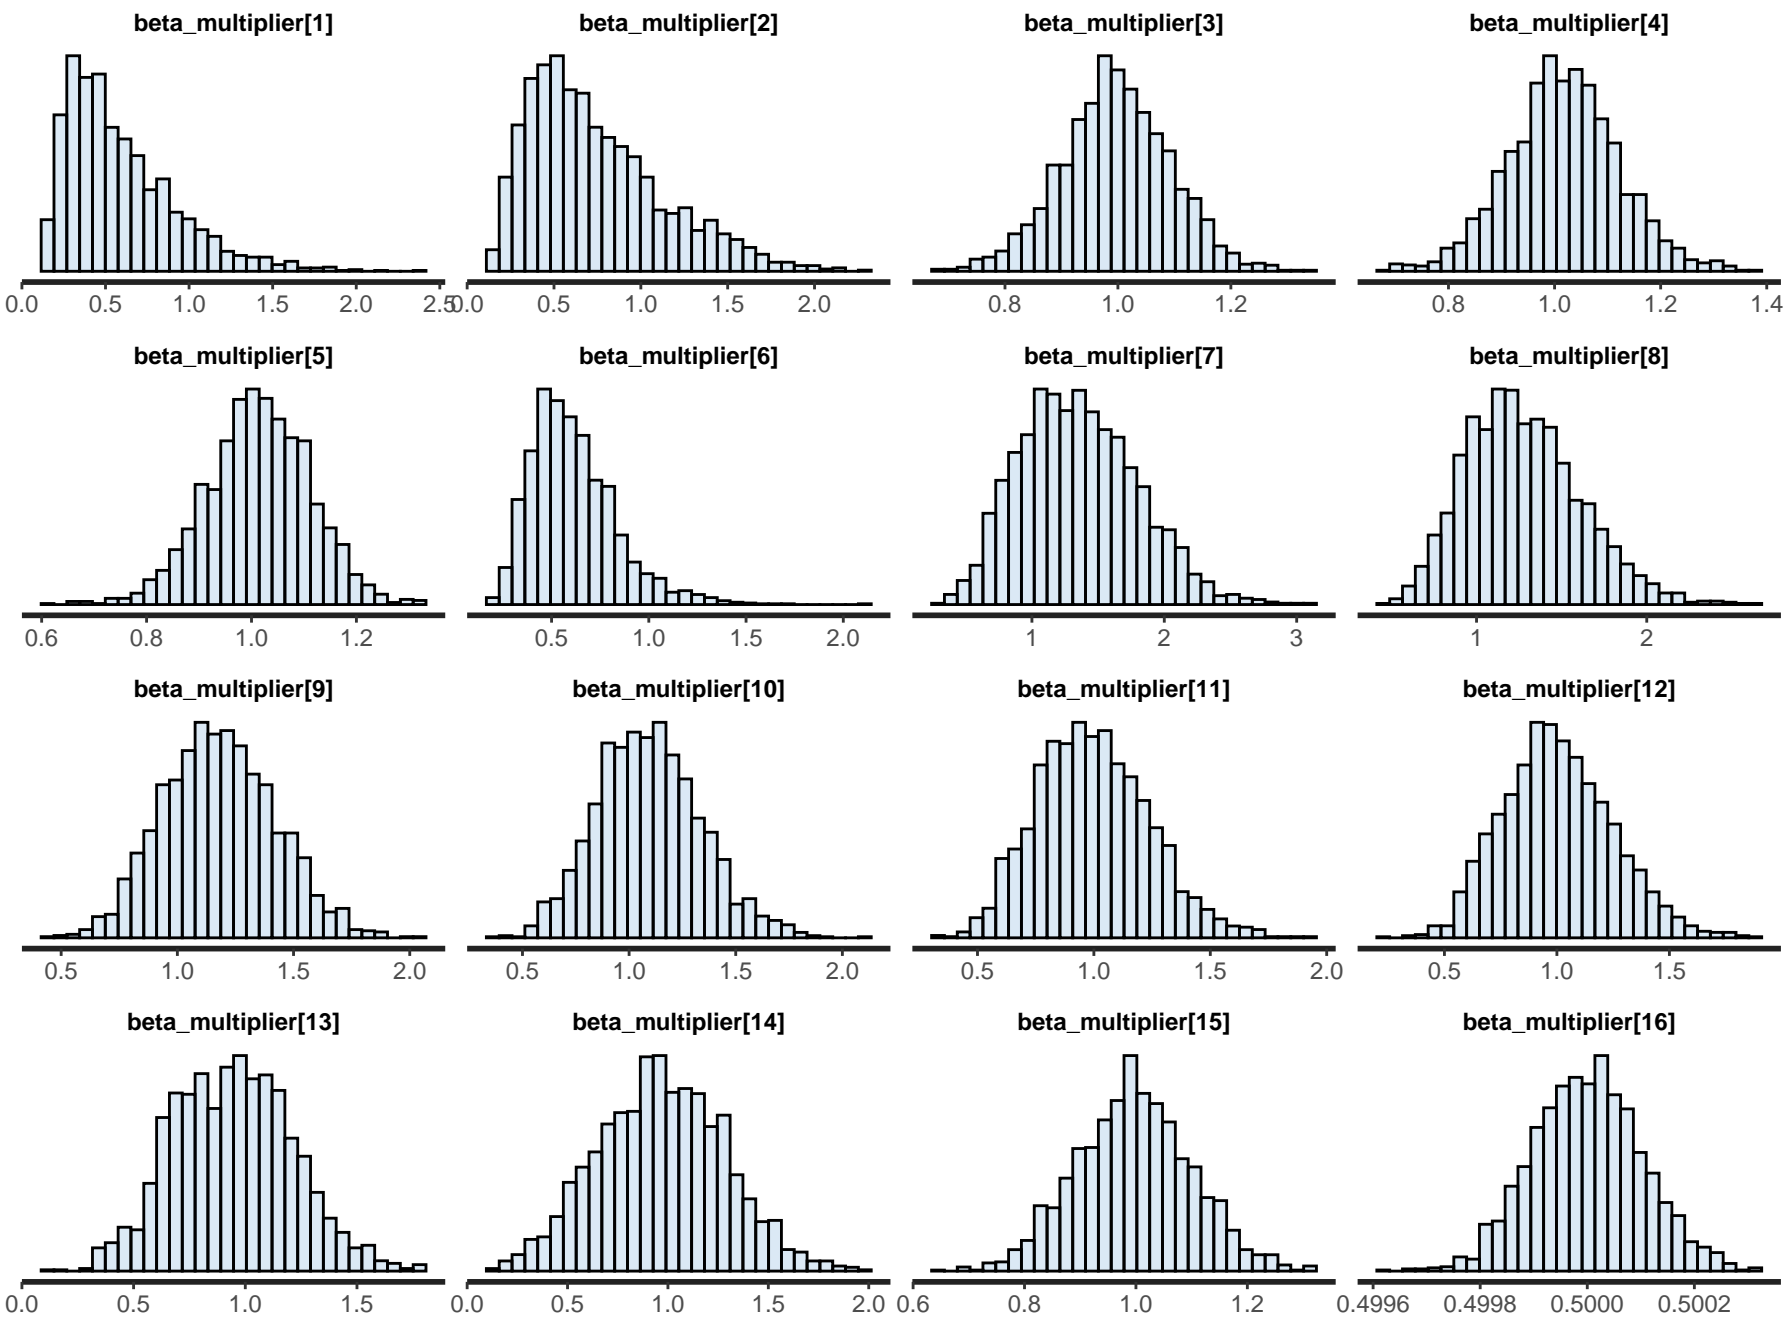 beta_multiplier[1] beta_multiplier[2] beta_multiplier[3] beta_multiplier[4]
0.0 0.5 1.0 1.5 2.0 2.5 0.0 0.5 1.0 1.5 2.0 0.8 1.0 1.2 0.8 1.0 1.2 1.4
beta_multiplier[5] beta_multiplier[6] beta_multiplier[7] beta_multiplier[8]
0.6 0.8 1.0 1.2 0.5 1.0 1.5 2.0 1 2 3 1 2
beta_multiplier[9] beta_multiplier[10] beta_multiplier[11] beta_multiplier[12]
0.5 1.0 1.5 2.0 0.5 1.0 1.5 2.0 0.5 1.0 1.5 2.0 0.5 1.0 1.5
beta_multiplier[13] beta_multiplier[14] beta_multiplier[15] beta_multiplier[16]
0.0 0.5 1.0 1.5 0.0 0.5 1.0 1.5 2.0 0.6 0.8 1.0 1.2 0.4996 0.4998 0.5000 0.5002